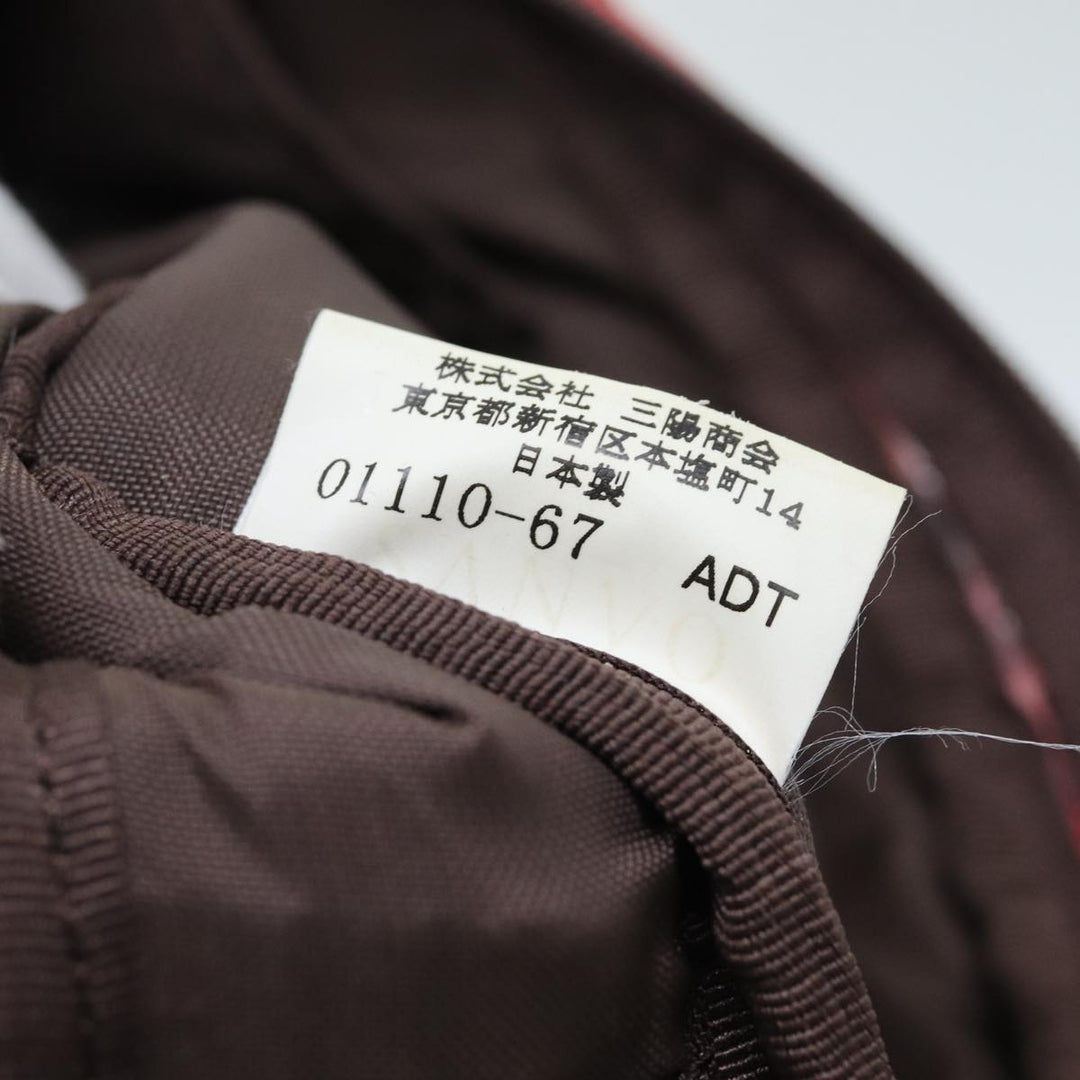 株式会社 三陽商会
東京都新宿区本塩町14
日本製
01110-67
ADT